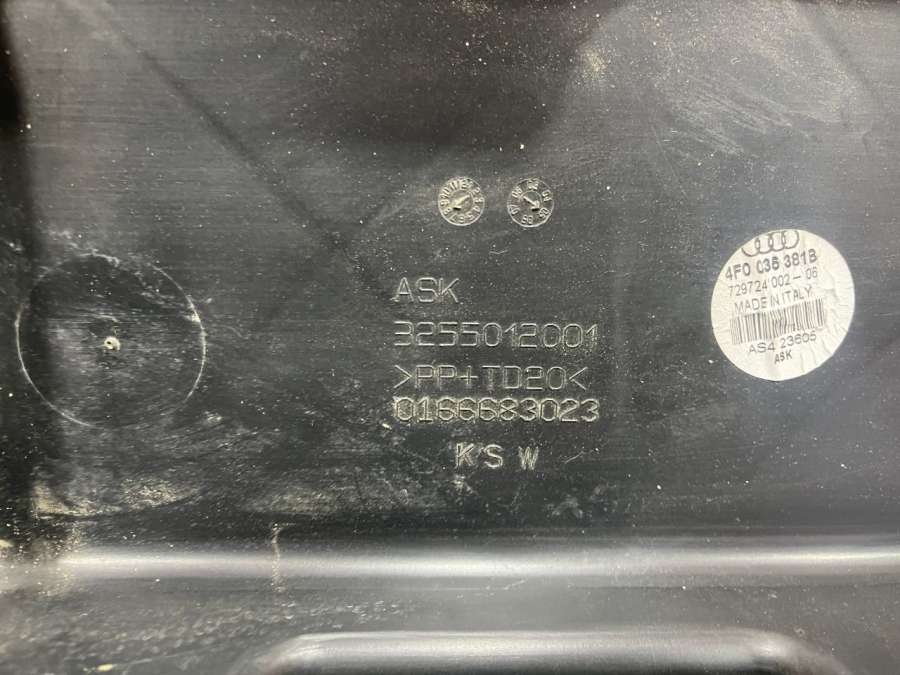 ASK
3255012001
>PP+TD20<
0166683023
KSW
4F0 035 381B
729724 002-06
MADE IN ITALY
AS4 23605
ASK